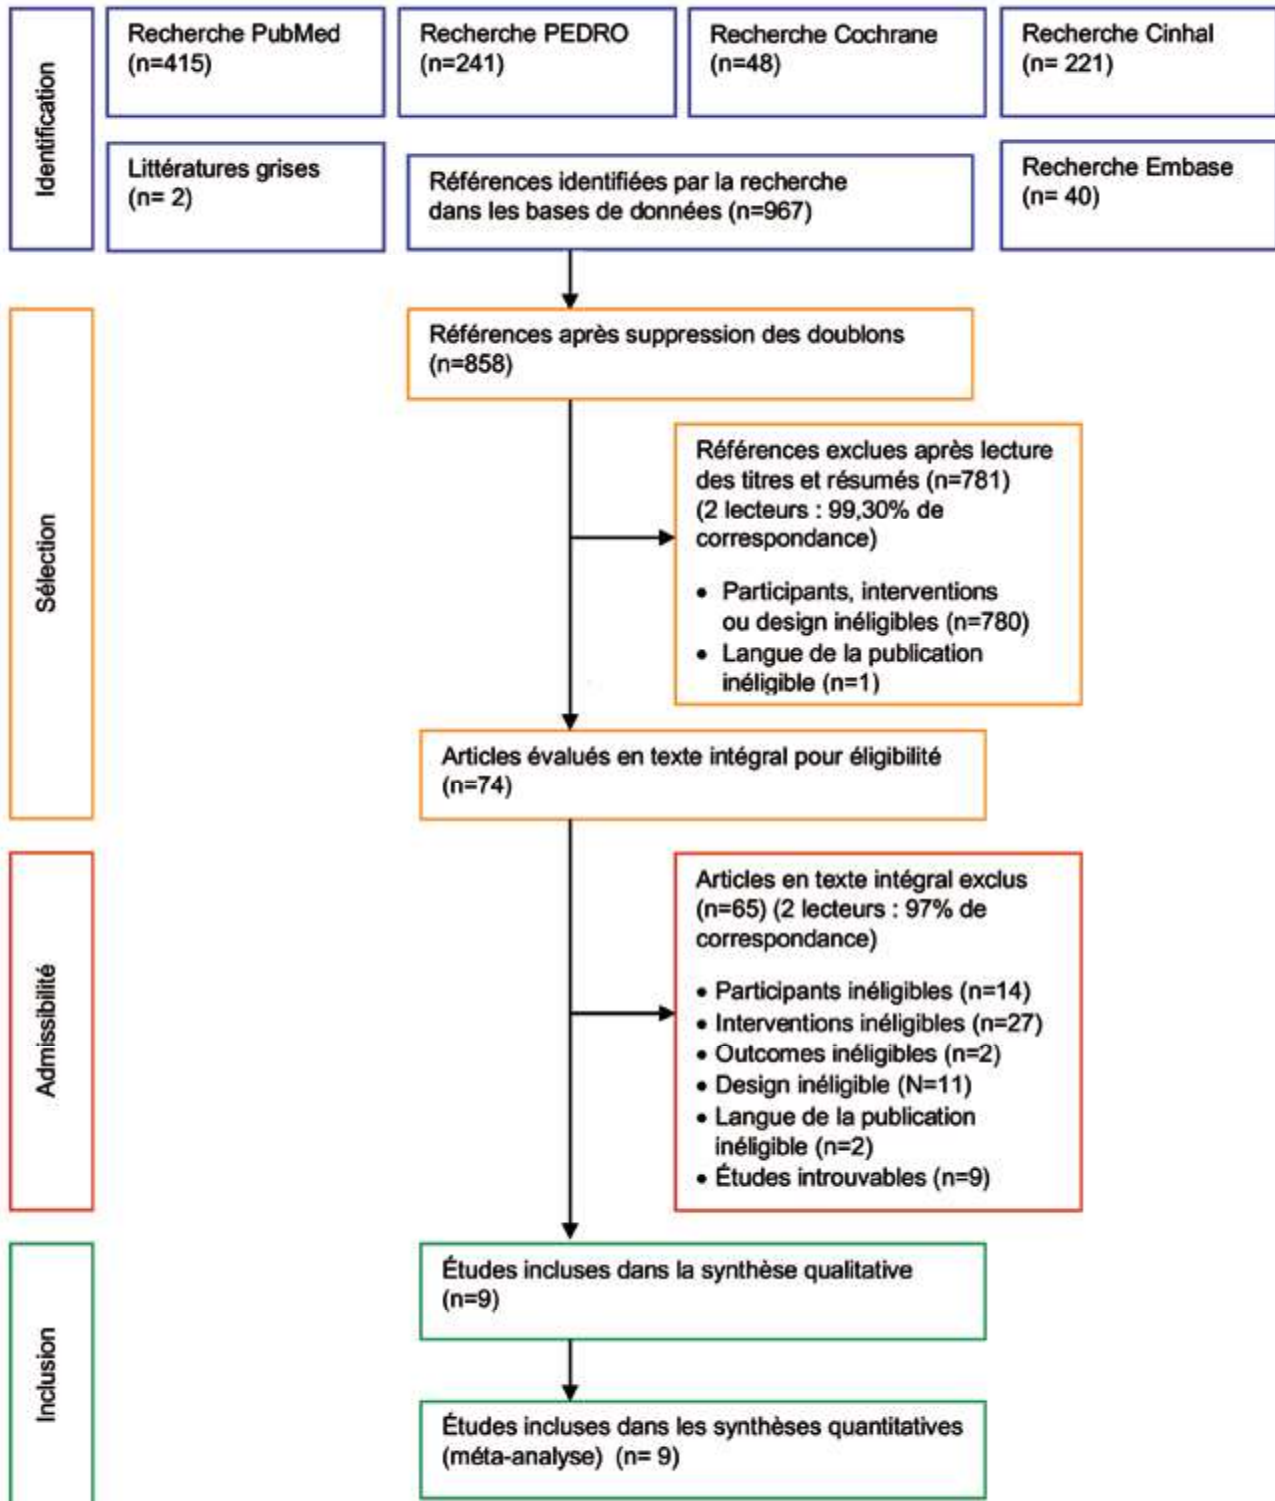 Identification
Recherche PubMed
(n=415)
Recherche PEDRO
(n=241)
Recherche Cochrane
(n=48)
Recherche Cinhal
(n= 221)
Littératures grises
(n= 2)
Références identifiées par la recherche
dans les bases de données (n=967)
Recherche Embase
(n= 40)
Sélection
Références après suppression des doublons
(n=858)
Références exclues après lecture
des titres et résumés (n=781)
(2 lecteurs : 99,30% de
correspondance)
• Participants, interventions
ou design inéligibles (n=780)
• Langue de la publication
inéligible (n=1)
Articles évalués en texte intégral pour éligibilité
(n=74)
Admissibilité
Articles en texte intégral exclus
(n=65) (2 lecteurs : 97% de
correspondance)
• Participants inéligibles (n=14)
• Interventions inéligibles (n=27)
• Outcomes inéligibles (n=2)
• Design inéligible (N=11)
• Langue de la publication
inéligible (n=2)
• Études introuvables (n=9)
Inclusion
Études incluses dans la synthèse qualitative
(n=9)
Études incluses dans les synthèses quantitatives
(méta-analyse) (n= 9)